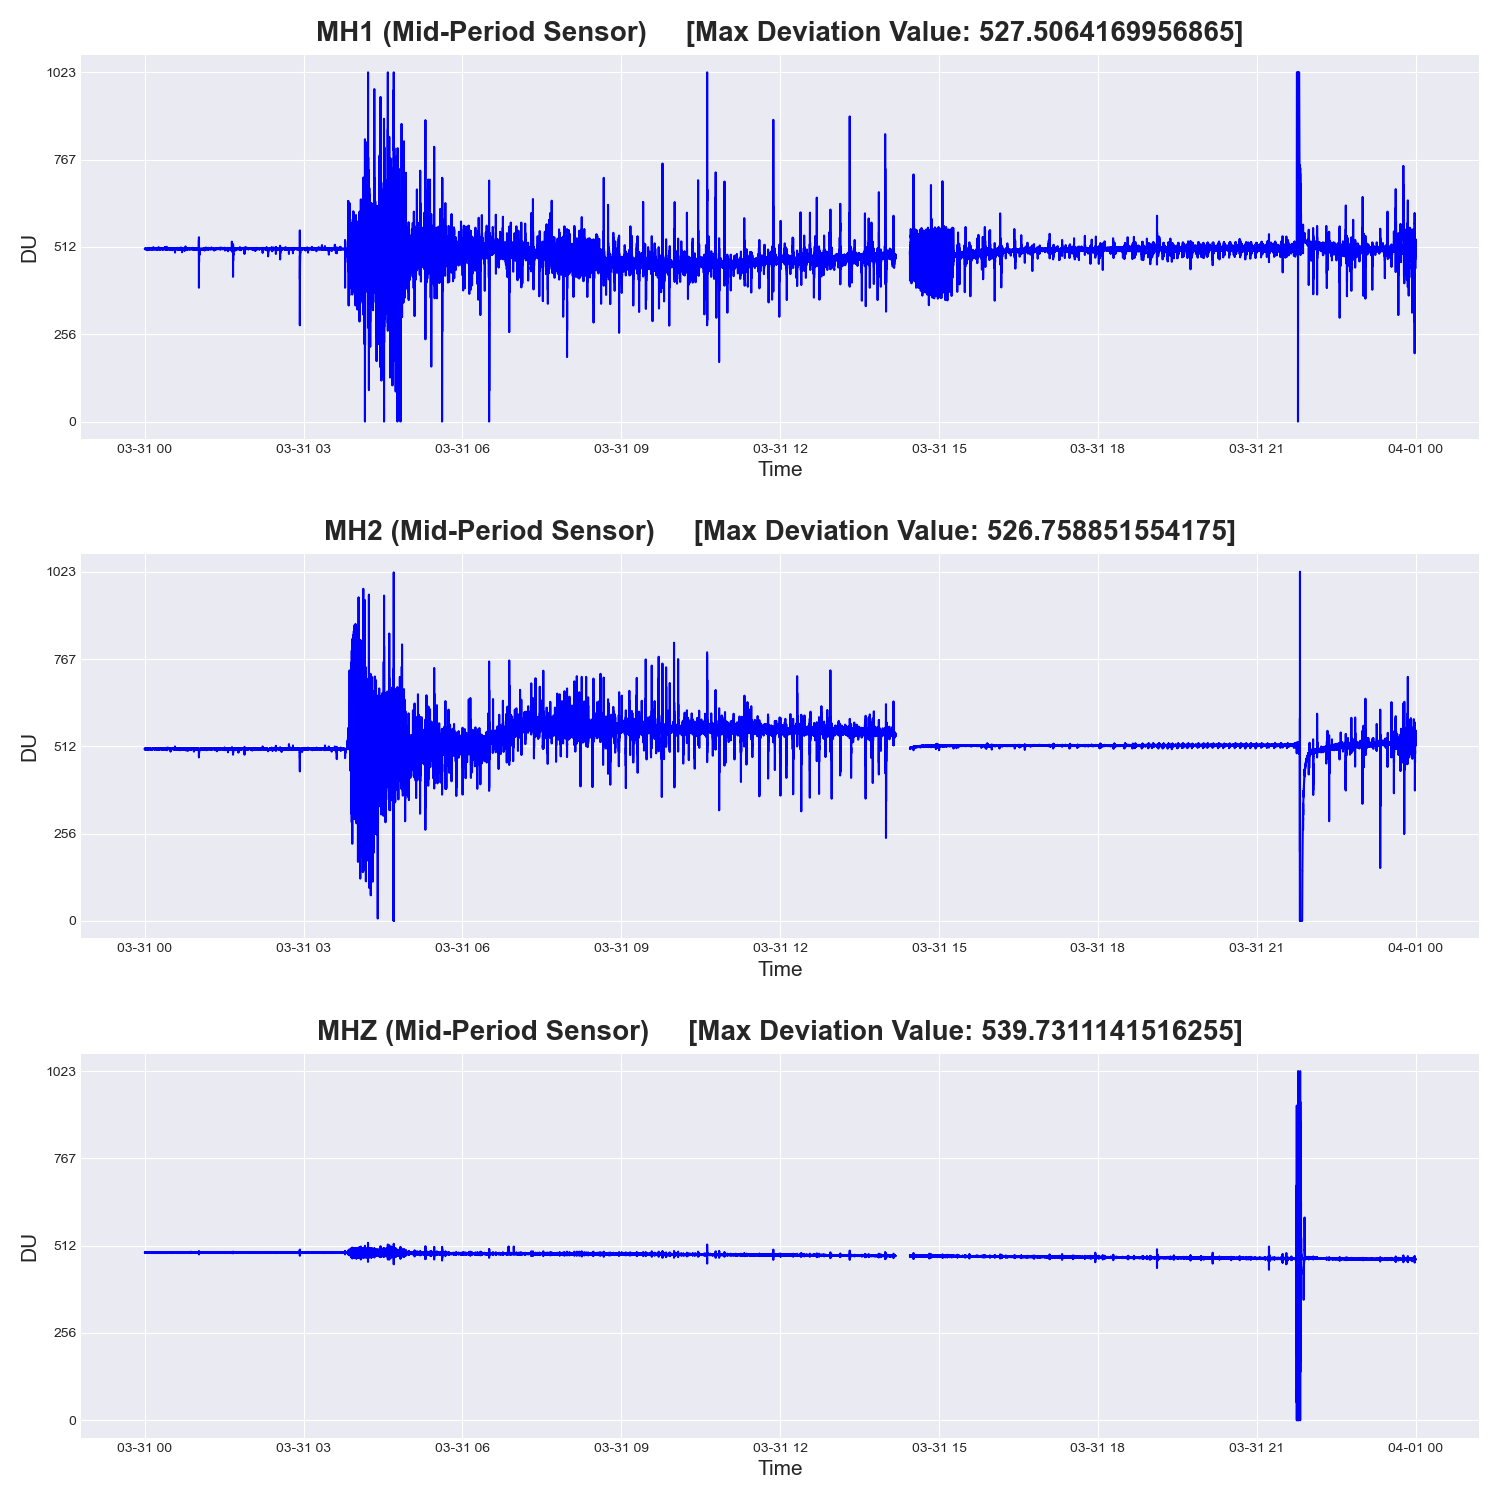 MH1 (Mid-Period Sensor)     [Max Deviation Value: 527.5064169956865]
1023
767
512
256
0
DU
03-31 00 03-31 03 03-31 06 03-31 09 03-31 12 03-31 15 03-31 18 03-31 21 04-01 00
Time
MH2 (Mid-Period Sensor)     [Max Deviation Value: 526.758851554175]
1023
767
512
256
0
DU
03-31 00 03-31 03 03-31 06 03-31 09 03-31 12 03-31 15 03-31 18 03-31 21 04-01 00
Time
MHZ (Mid-Period Sensor)     [Max Deviation Value: 539.7311141516255]
1023
767
512
256
0
DU
03-31 00 03-31 03 03-31 06 03-31 09 03-31 12 03-31 15 03-31 18 03-31 21 04-01 00
Time